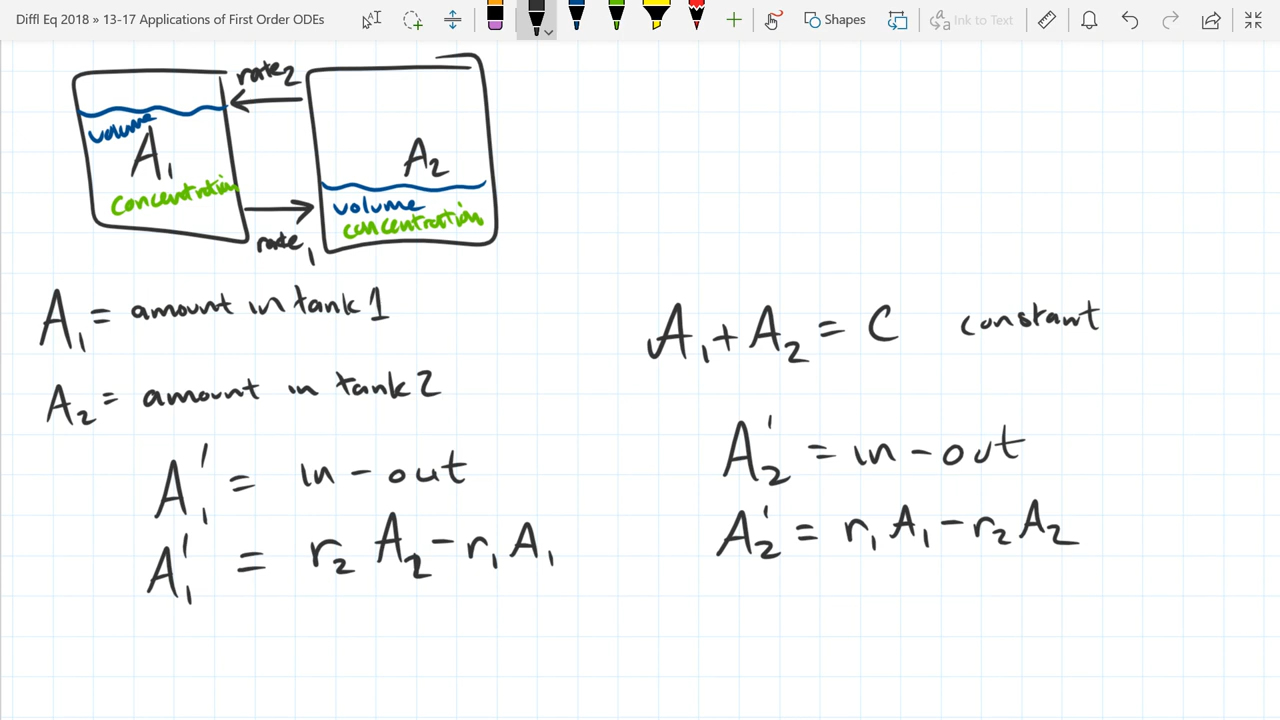 Diffl Eq 2018 » 13-17 Applications of First Order ODEs
Shapes
Ink to Text
rate₂
volume
A₁
concentration
A₂
volume
concentration
rate₁
A₁ = amount in tank 1
A₂ = amount in tank 2
A₁' = in - out
A₁' = r₂ A₂ - r₁ A₁
A₁ + A₂ = C constant
A₂' = in - out
A₂' = r₁ A₁ - r₂ A₂